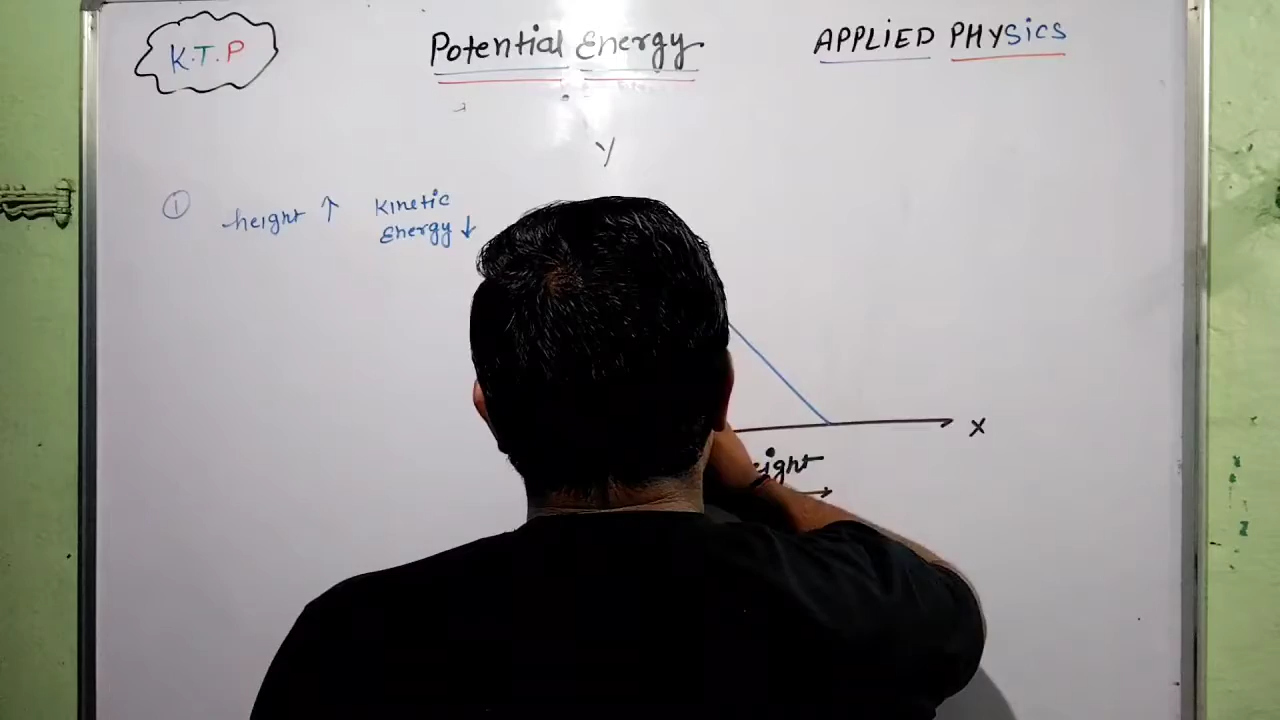 K.T.P
Potential Energy
APPLIED PHYSICS
Y
① height ↑ Kinetic
Energy ↓
X